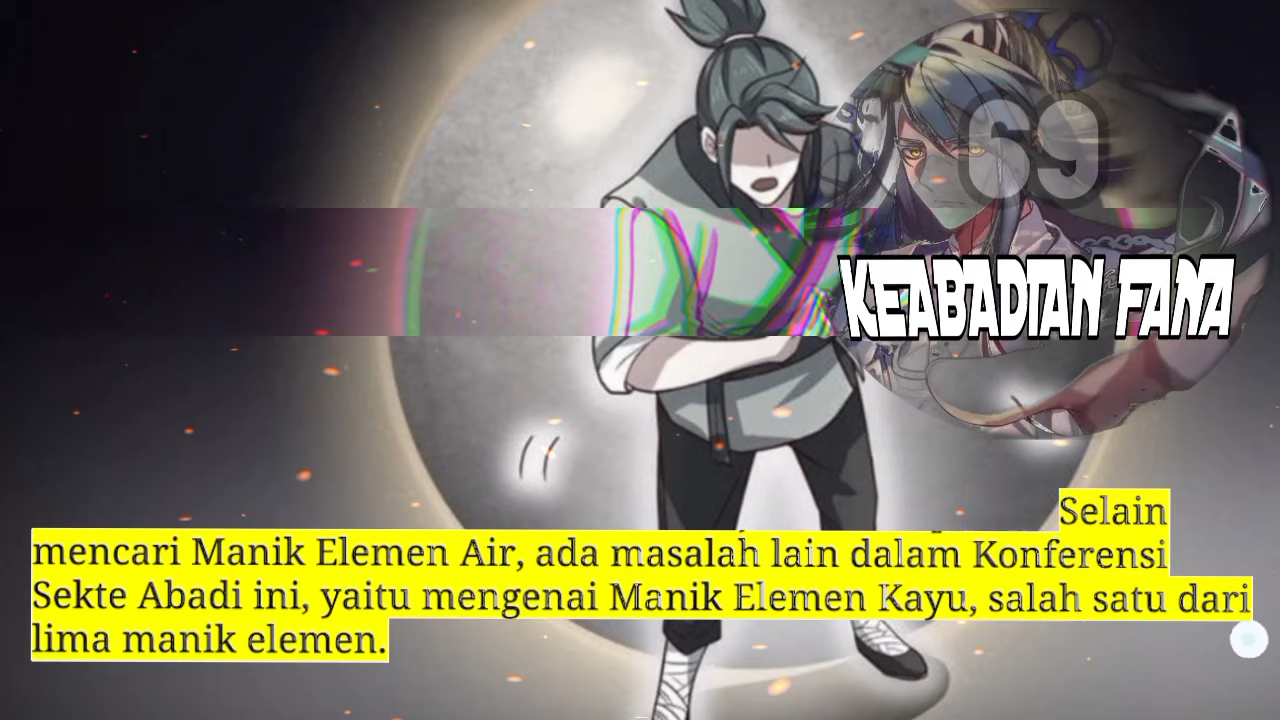 69
KEABADIAN FANA
Selain
mencari Manik Elemen Air, ada masalah lain dalam Konferensi
Sekte Abadi ini, yaitu mengenai Manik Elemen Kayu, salah satu dari
lima manik elemen.